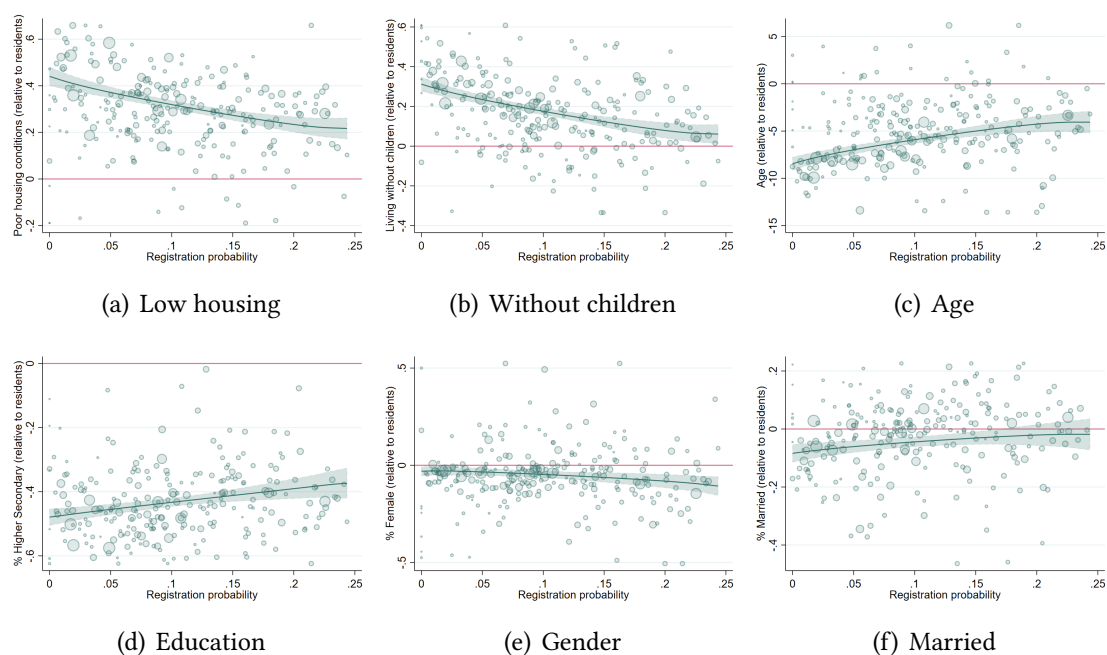 Poor housing conditions (relative to residents)
.6
.4
.2
0
-.2
0 .05 .1 .15 .2 .25
Registration probability
(a) Low housing
Living without children (relative to residents)
.6
.4
.2
0
-.2
-.4
0 .05 .1 .15 .2 .25
Registration probability
(b) Without children
Age (relative to residents)
5
0
-5
-10
-15
0 .05 .1 .15 .2 .25
Registration probability
(c) Age
% Higher Secondary (relative to residents)
0
-.2
-.4
-.6
0 .05 .1 .15 .2 .25
Registration probability
(d) Education
% Female (relative to residents)
.5
0
-.5
0 .05 .1 .15 .2 .25
Registration probability
(e) Gender
% Married (relative to residents)
.2
0
-.2
-.4
0 .05 .1 .15 .2 .25
Registration probability
(f) Married